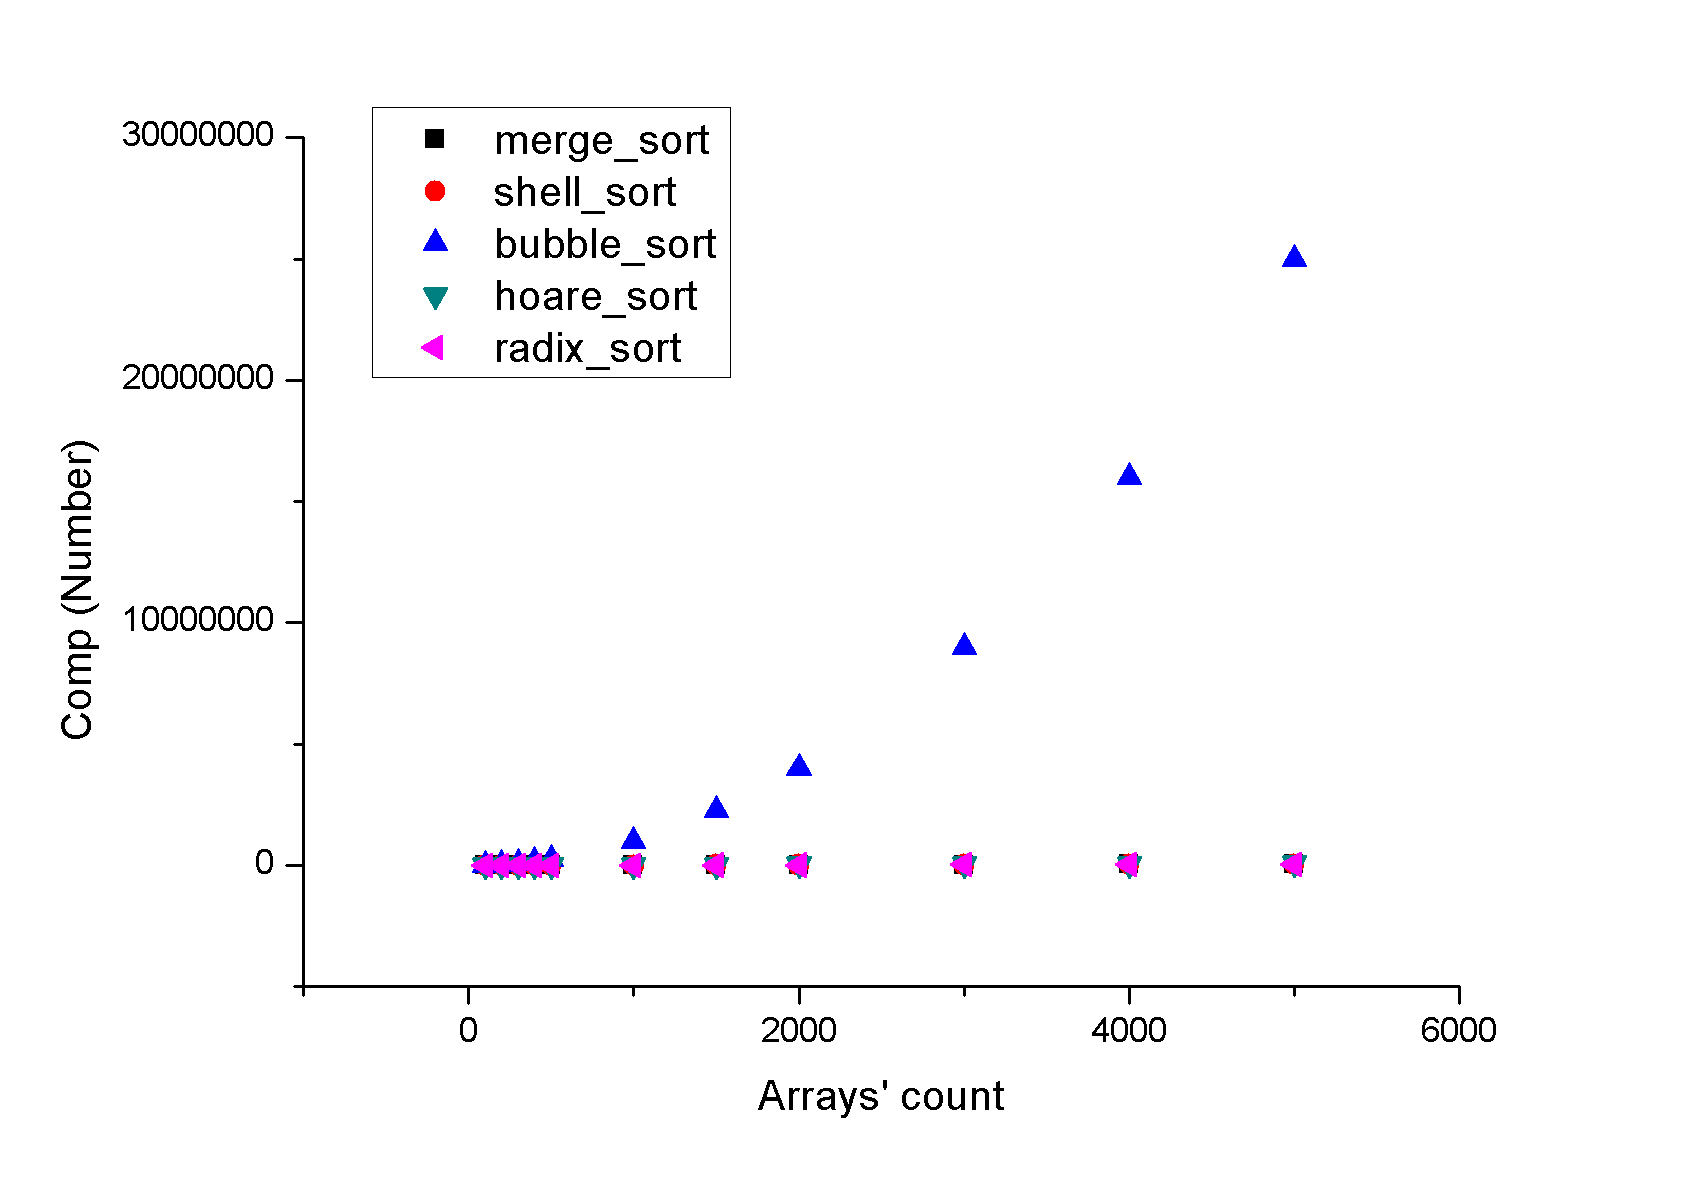 30000000
20000000
10000000
0
Comp (Number)
merge_sort
shell_sort
bubble_sort
hoare_sort
radix_sort
0 2000 4000 6000
Arrays' count